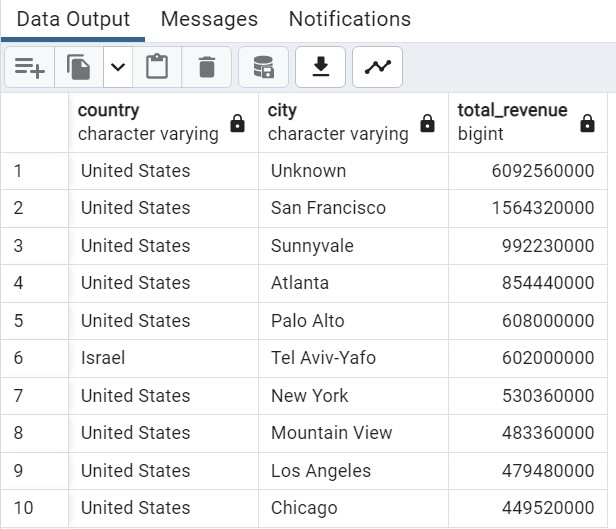 Data Output Messages Notifications
country city total_revenue
character varying character varying bigint
1 United States Unknown 6092560000
2 United States San Francisco 1564320000
3 United States Sunnyvale 992230000
4 United States Atlanta 854440000
5 United States Palo Alto 608000000
6 Israel Tel Aviv-Yafo 602000000
7 United States New York 530360000
8 United States Mountain View 483360000
9 United States Los Angeles 479480000
10 United States Chicago 449520000